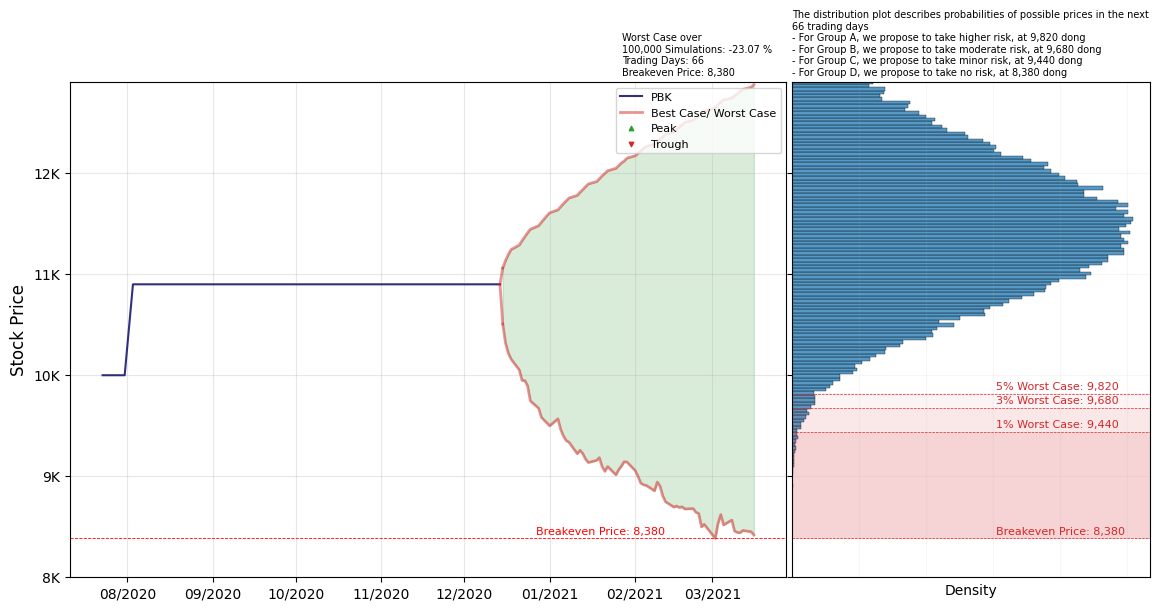 Worst Case over
100,000 Simulations: -23.07 %
Trading Days: 66
Breakeven Price: 8,380
The distribution plot describes probabilities of possible prices in the next
66 trading days
- For Group A, we propose to take higher risk, at 9,820 dong
- For Group B, we propose to take moderate risk, at 9,680 dong
- For Group C, we propose to take minor risk, at 9,440 dong
- For Group D, we propose to take no risk, at 8,380 dong
PBK
Best Case/ Worst Case
Peak
Trough
Stock Price
12K
11K
10K
9K
8K
Breakeven Price: 8,380
5% Worst Case: 9,820
3% Worst Case: 9,680
1% Worst Case: 9,440
Breakeven Price: 8,380
08/2020 09/2020 10/2020 11/2020 12/2020 01/2021 02/2021 03/2021
Density